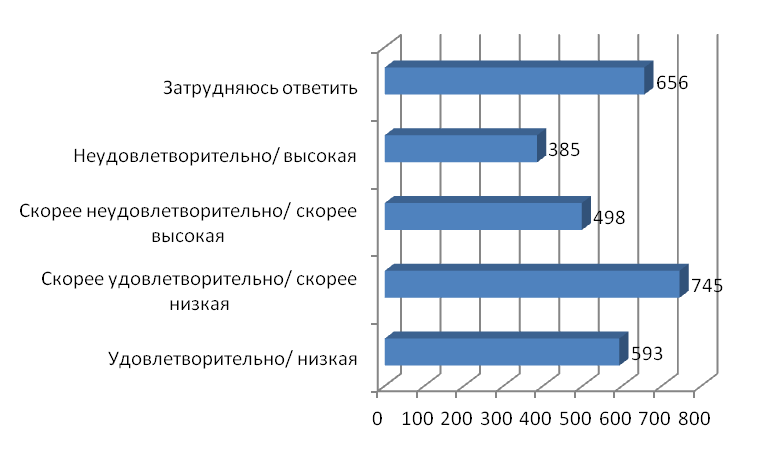 Затрудняюсь ответить
656
Неудовлетворительно/ высокая
385
Скорее неудовлетворительно/ скорее
высокая
498
Скорее удовлетворительно/ скорее
низкая
745
Удовлетворительно/ низкая
593
0 100 200 300 400 500 600 700 800